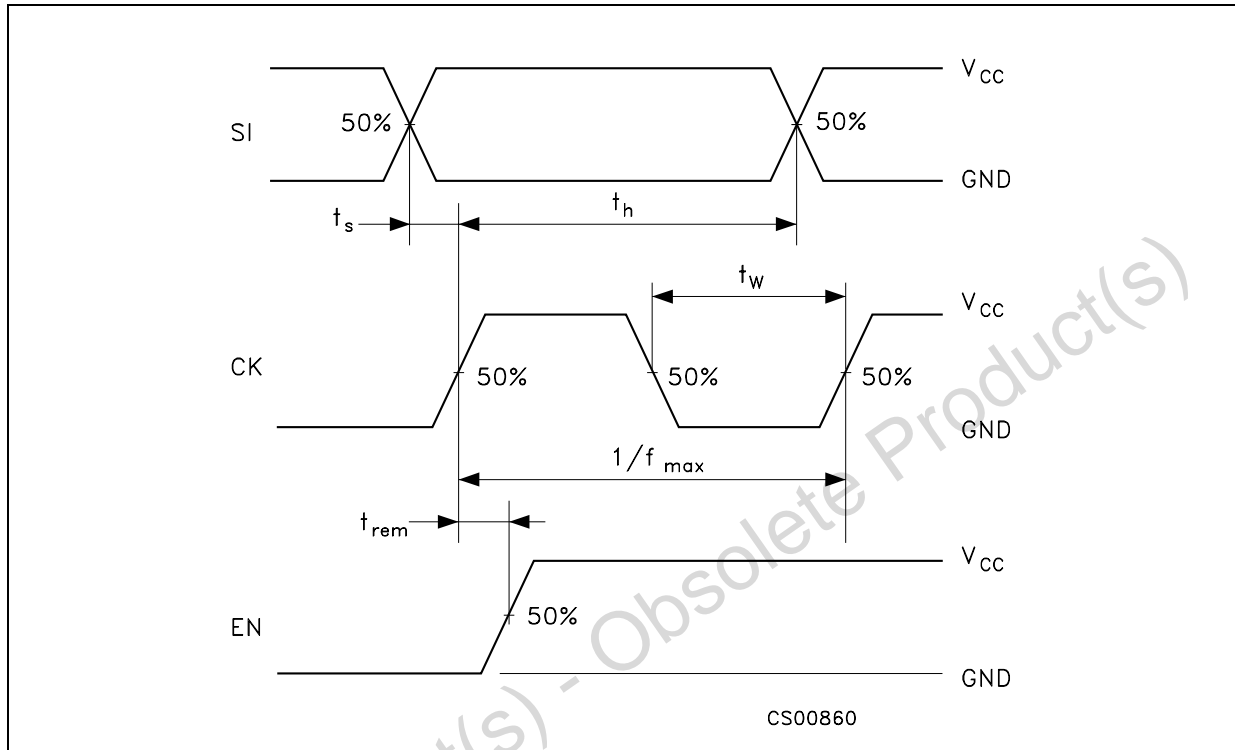 V CC
50%
50%
SI
GND
t s
t h
t W
V CC
CK
50%
50%
50%
GND
1/f max
t rem
V CC
50%
EN
GND
CS00860
t(s) - Obsolete Product(s)